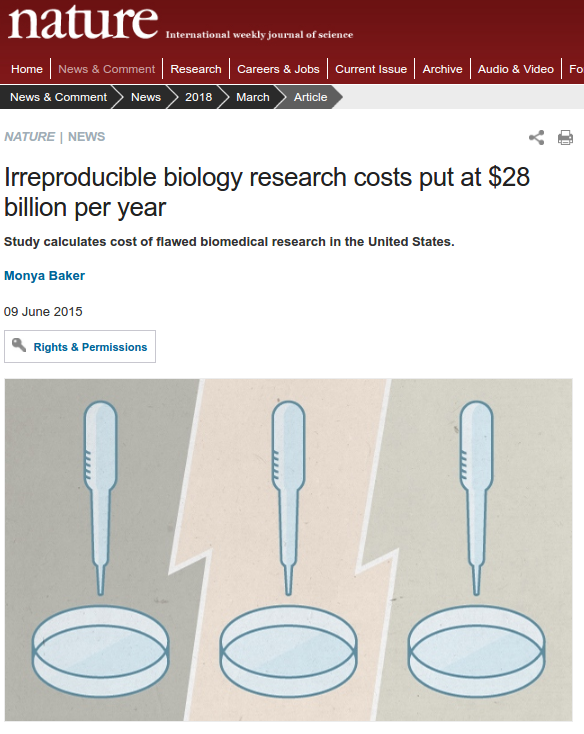 nature International weekly journal of science
Home News & Comment Research Careers & Jobs Current Issue Archive Audio & Video Fo
News & Comment News 2018 March Article
NATURE | NEWS
Irreproducible biology research costs put at $28
billion per year
Study calculates cost of flawed biomedical research in the United States.
Monya Baker
09 June 2015
Rights & Permissions